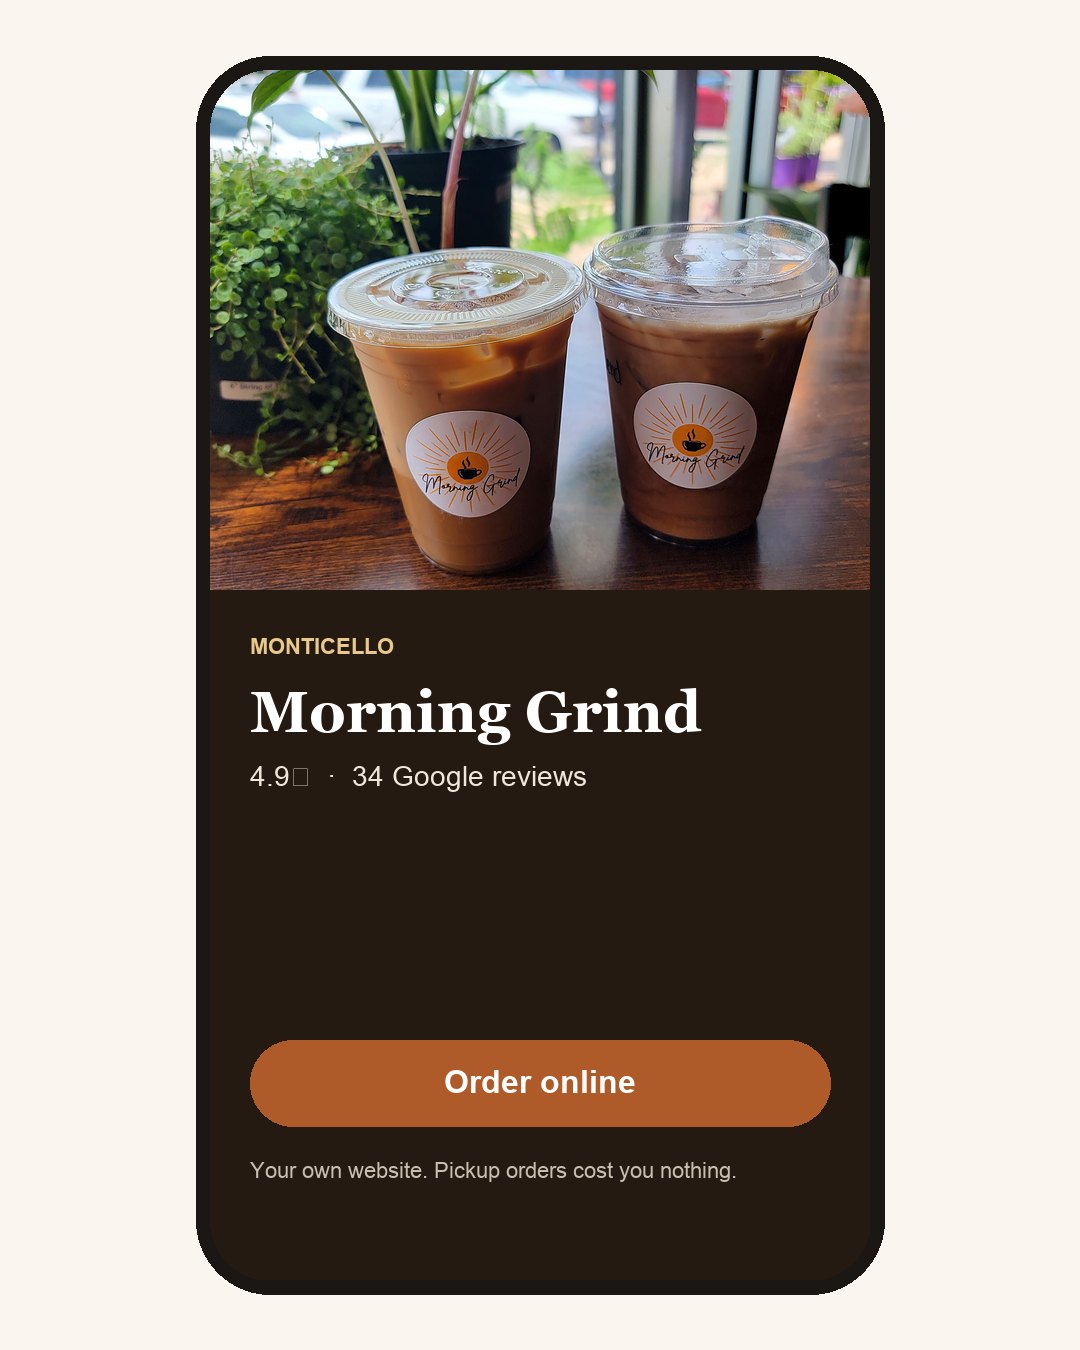 Morning Grind
Morning Grind
MONTICELLO
Morning Grind
4.9□ · 34 Google reviews
Order online
Your own website. Pickup orders cost you nothing.